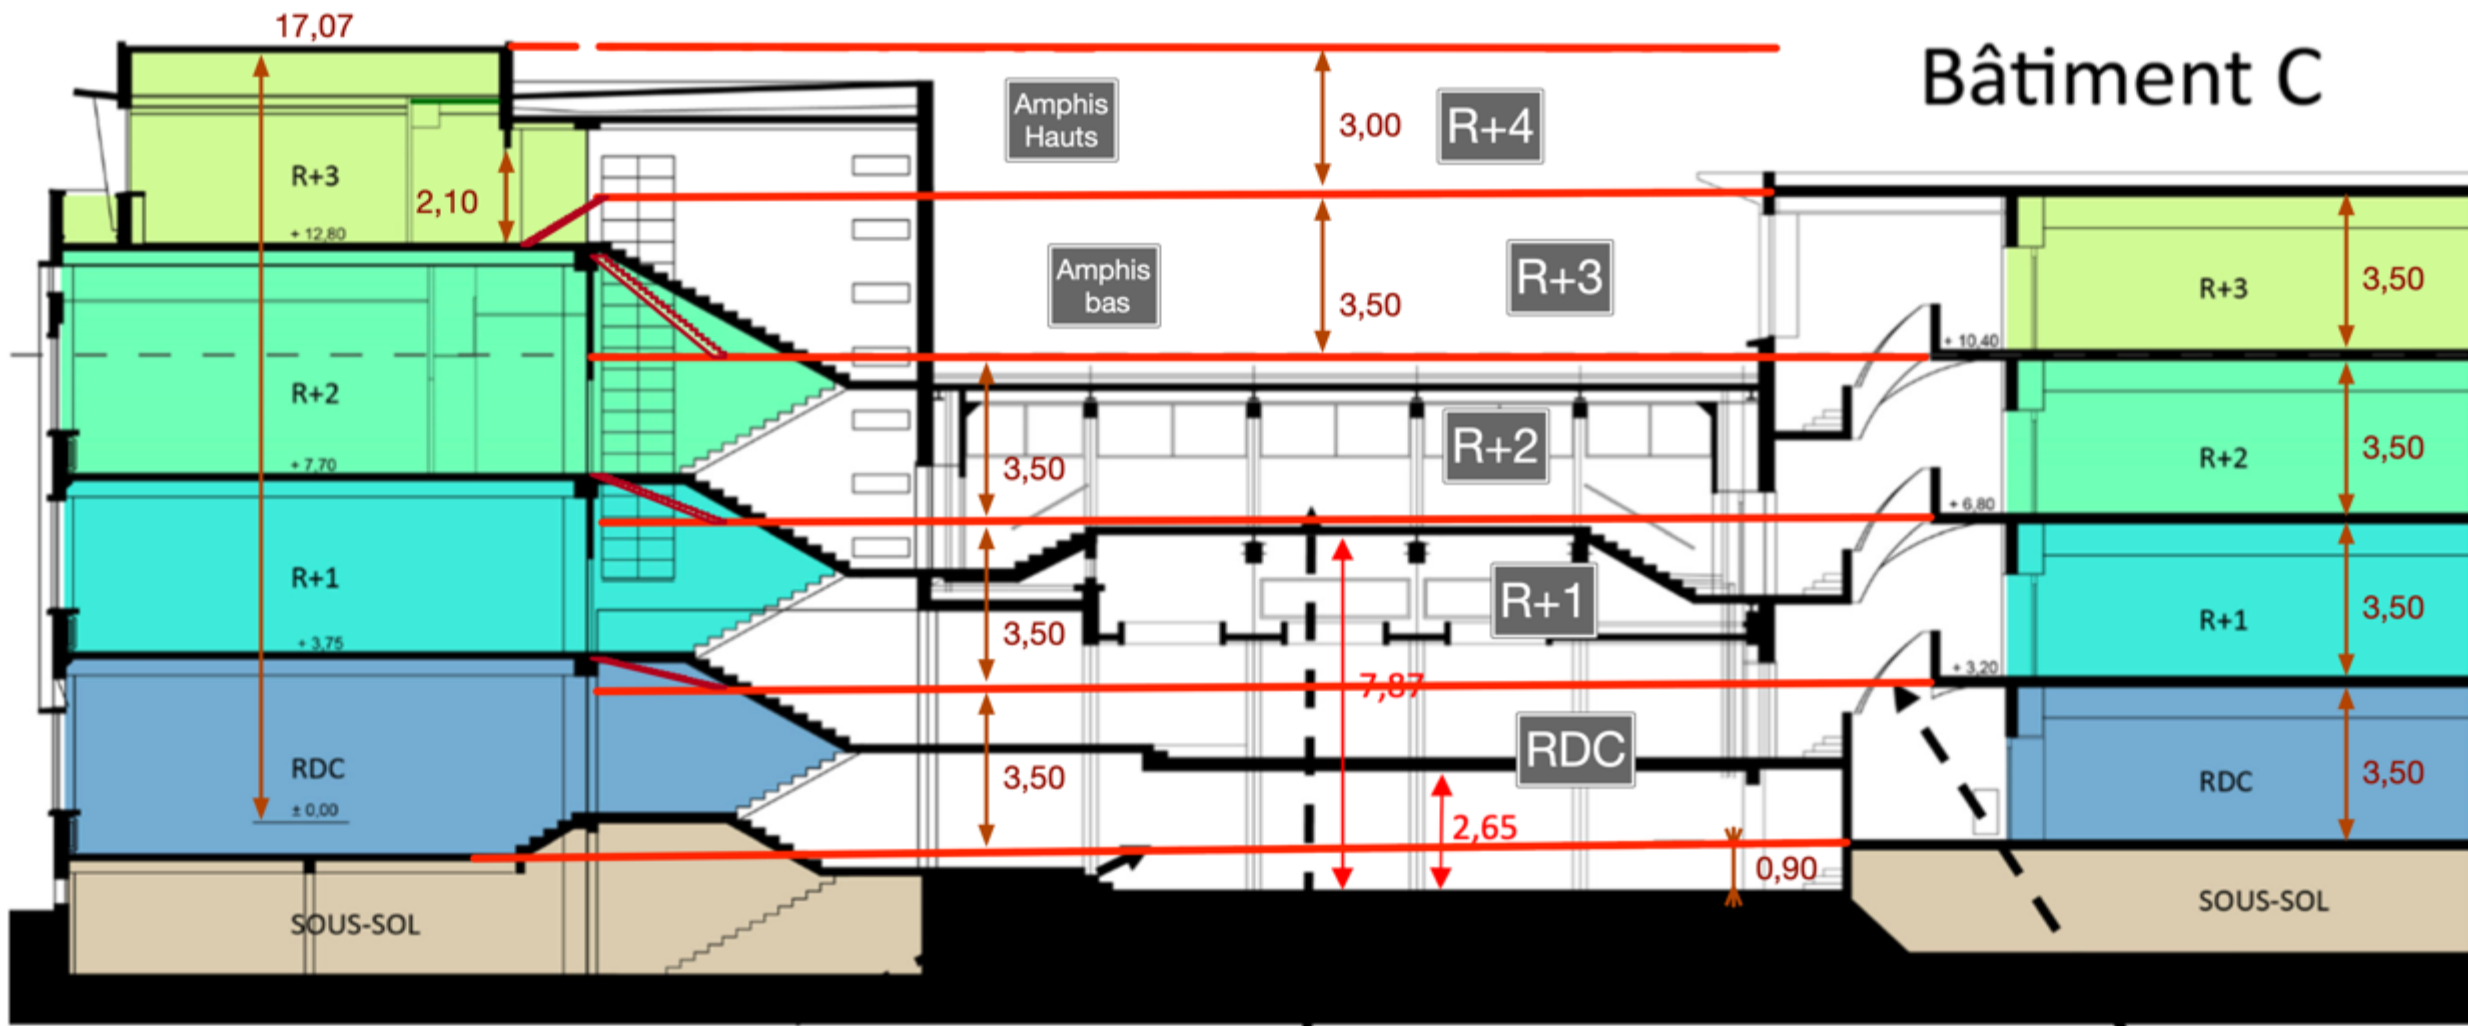 17,07
Bâtiment C
Amphis
Hauts
3,00
R+4
R+3
2,10
+ 12,80
Amphis
bas
R+3
3,50
R+3
3,50
+ 10,40
R+2
+ 7,70
R+2
3,50
R+2
3,50
+ 6,80
R+1
+ 3,75
R+1
3,50
R+1
3,50
+ 3,20
7,87
RDC
± 0,00
RDC
3,50
2,65
RDC
3,50
0,90
SOUS-SOL
SOUS-SOL